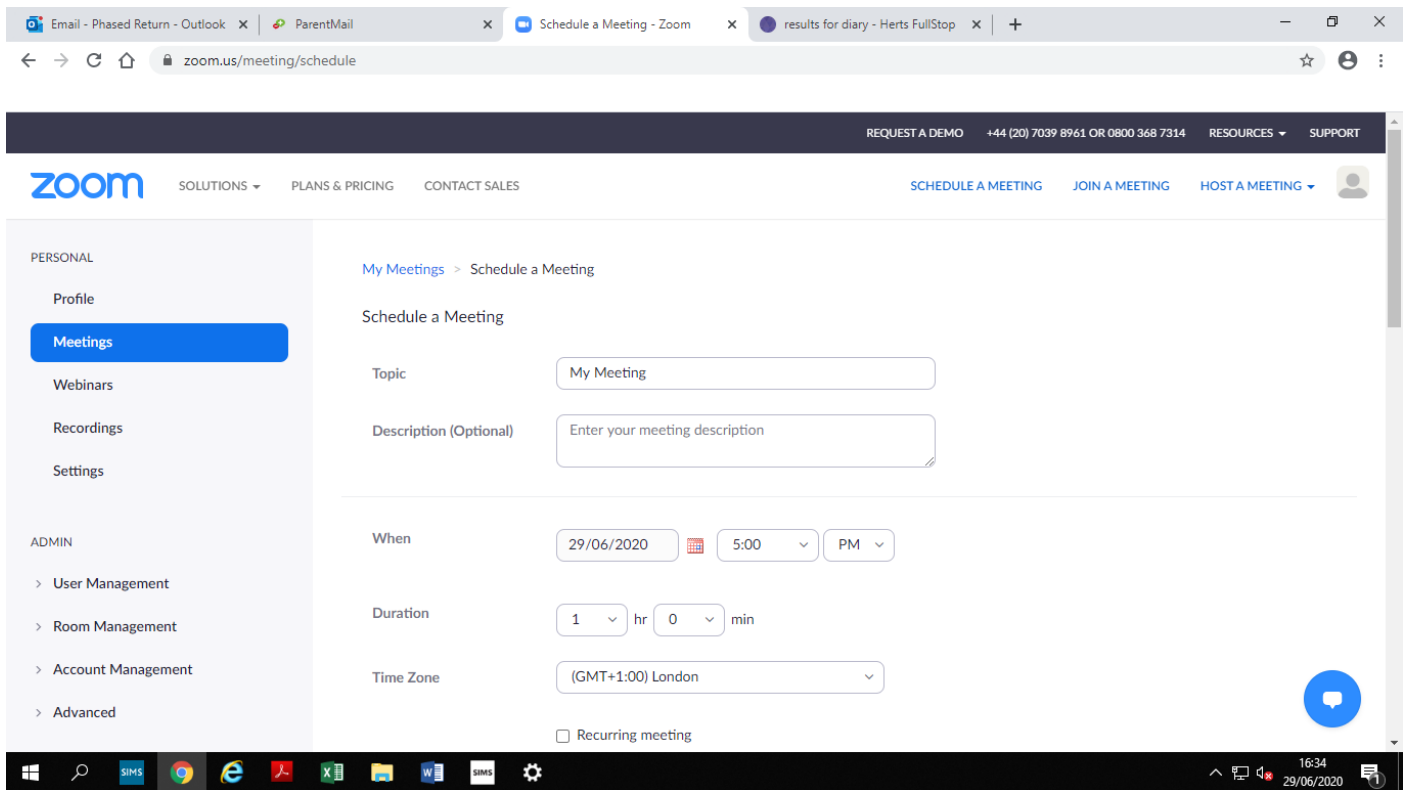 Email - Phased Return - Outlook
ParentMail
Schedule a Meeting - Zoom
results for diary - Herts FullStop
zoom.us/meeting/schedule
REQUEST A DEMO +44 (20) 7039 8961 OR 0800 368 7314 RESOURCES SUPPORT
zoom SOLUTIONS PLANS & PRICING CONTACT SALES SCHEDULE A MEETING JOIN A MEETING HOST A MEETING
PERSONAL
Profile
Meetings
Webinars
Recordings
Settings
ADMIN
> User Management
> Room Management
> Account Management
> Advanced
My Meetings > Schedule a Meeting
Schedule a Meeting
Topic My Meeting
Description (Optional) Enter your meeting description
When 29/06/2020 5:00 PM
Duration 1 hr 0 min
Time Zone (GMT+1:00) London
Recurring meeting
SIMS
SIMS
16:34
29/06/2020
1